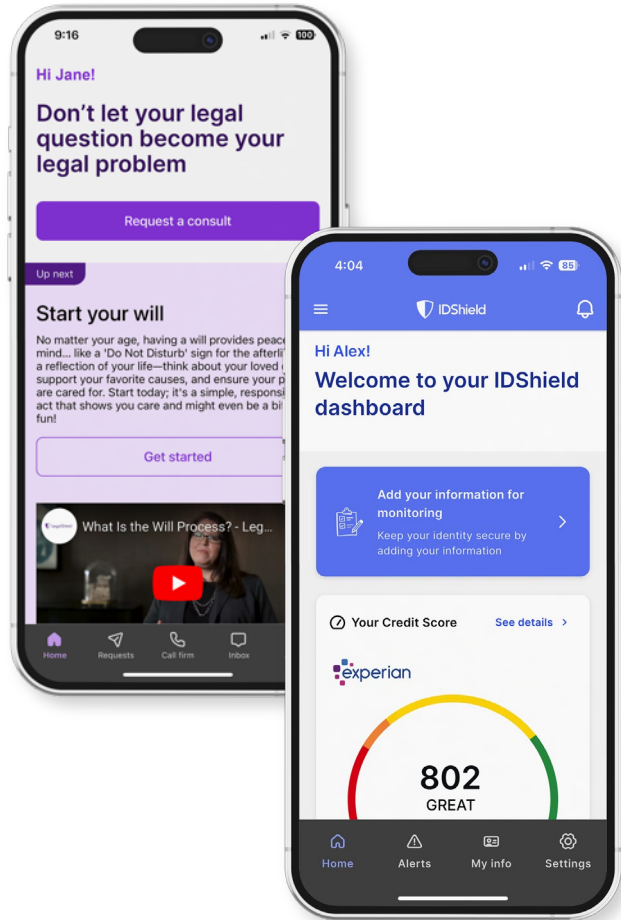 9:16
100
Hi Jane!
Don't let your legal
question become your
legal problem
Request a consult
Up next
Start your will
No matter your age, having a will provides peace
mind... like a 'Do Not Disturb' sign for the
a reflection of your life—think about your loved
support your favorite causes, and ensure your
are cared for. Start today; it's a simple,
act that shows you care and might even be a
fun!
Get started
LegalShield
What Is the Will Process? - Leg...
Home
Requests
Call firm
Inbox
4:04
85
IDShield
Hi Alex!
Welcome to your IDShield
dashboard
Add your information for
monitoring
Keep your identity secure by
adding your information
Your Credit Score
See details
experian
802
GREAT
Home
Alerts
My info
Settings